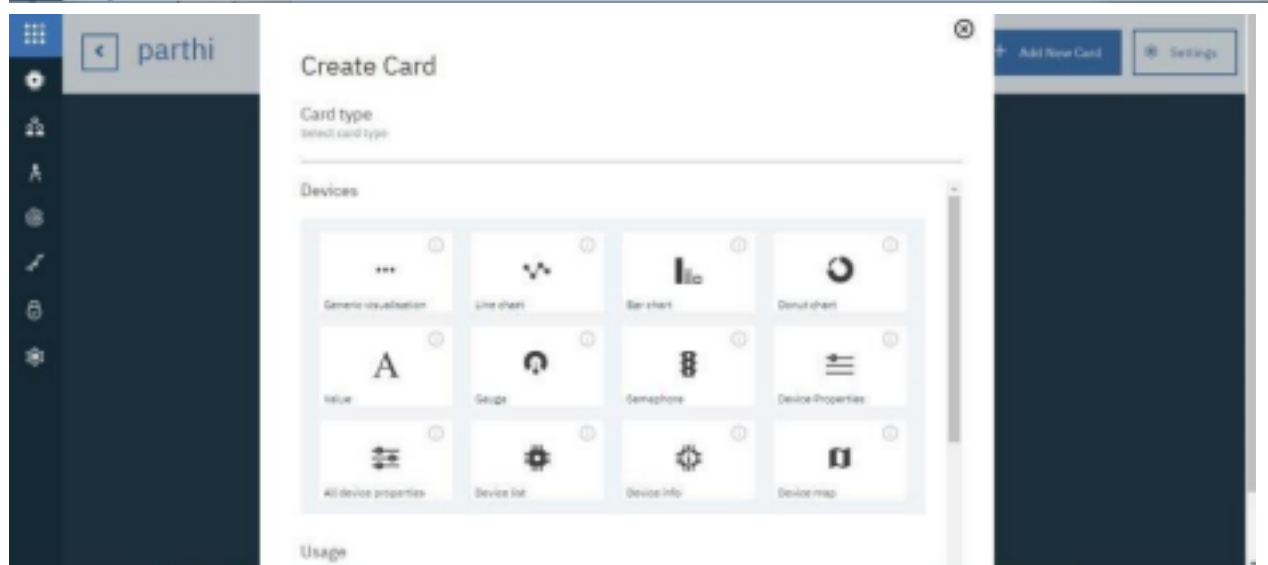 parthi
+ Add New Card
Settings
Create Card
Card type
Select card type
Devices
Generic visualisation
Line chart
Bar chart
Donut chart
A
Value
Gauge
Semaphore
Device Properties
All device properties
Device list
Device info
Device map
Usage